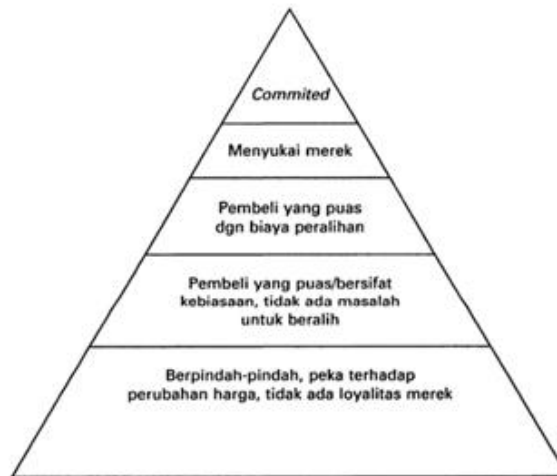 Commited
Menyukai merek
Pembeli yang puas
dgn biaya peralihan
Pembeli yang puas/bersifat
kebiasaan, tidak ada masalah
untuk beralih
Berpindah-pindah, peka terhadap
perubahan harga, tidak ada loyalitas merek